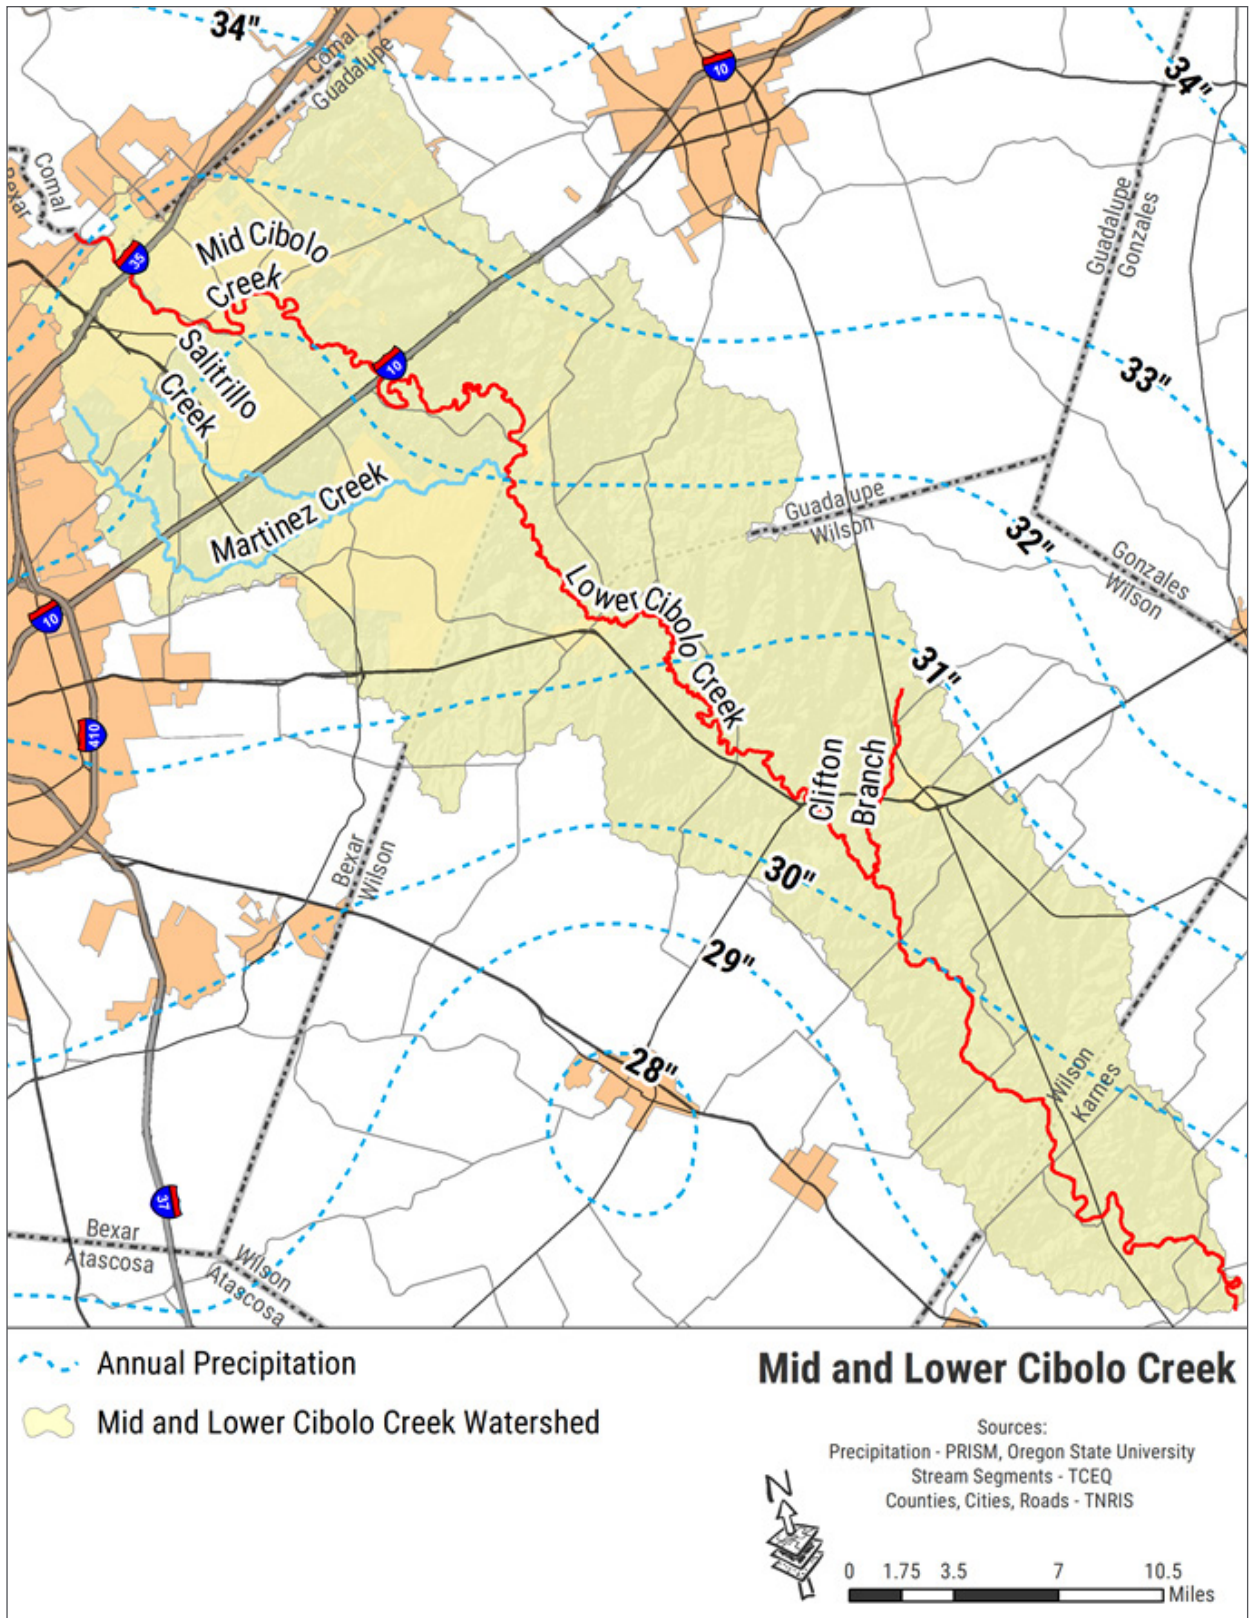 34"
Comal
Guadalupe
10
34"
Comal
Bexar
Guadalupe
Gonzales
Mid Cibolo
Creek
35
Salitrillo
Creek
10
33"
Martinez Creek
Guadalupe
Wilson
32"
Gonzales
Wilson
10
Lower Cibolo Creek
31"
410
Clifton
Branch
Bexar
Wilson
30"
29"
28"
Wilson
Karnes
37
Bexar
Atascosa
Wilson
Atascosa
Annual Precipitation
Mid and Lower Cibolo Creek Watershed
Mid and Lower Cibolo Creek
Sources:
Precipitation - PRISM, Oregon State University
Stream Segments - TCEQ
Counties, Cities, Roads - TNRIS
N
0 1.75 3.5 7 10.5
Miles